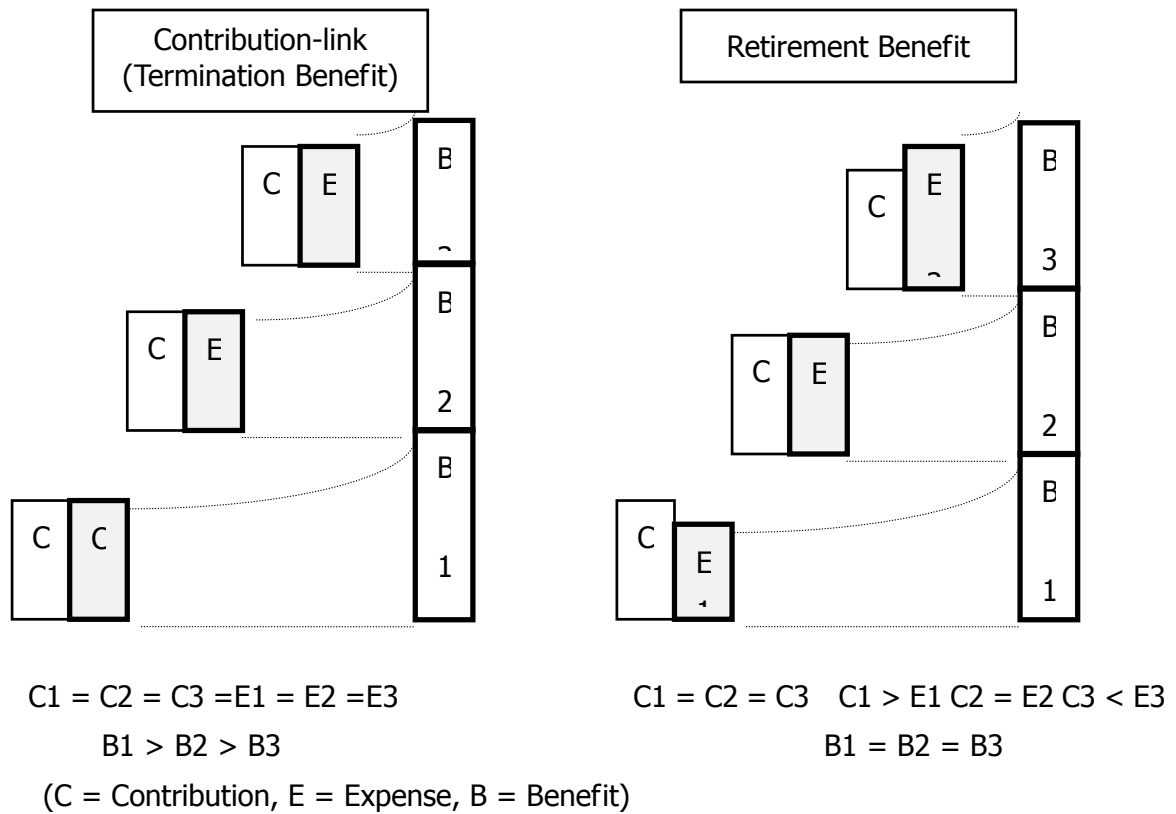 Contribution-link
(Termination Benefit)
Retirement Benefit
B
C E
B
C E
2
B
C C
1
B
E
C
3
B
C E
2
B
C
E
1
C1 = C2 = C3 =E1 = E2 =E3
B1 > B2 > B3
C1 = C2 = C3 C1 > E1 C2 = E2 C3 < E3
B1 = B2 = B3
(C = Contribution, E = Expense, B = Benefit)